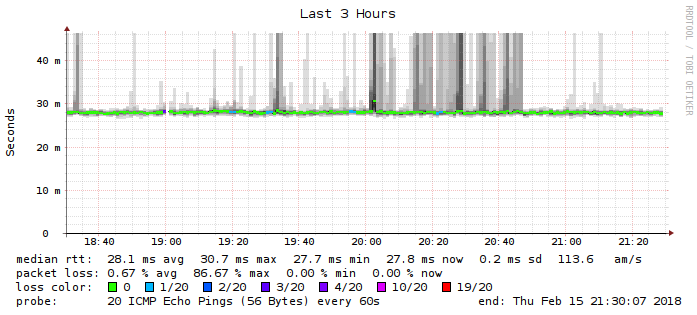 Last 3 Hours
RRDTOOL / TOBI OETIKER
Seconds
40 m
30 m
20 m
10 m
0
18:40 19:00 19:20 19:40 20:00 20:20 20:40 21:00 21:20
median rtt: 28.1 ms avg 30.7 ms max 27.7 ms min 27.8 ms now 0.2 ms sd 113.6 am/s
packet loss: 0.67 % avg 86.67 % max 0.00 % min 0.00 % now
loss color: 0 1/20 2/20 3/20 4/20 10/20 19/20
probe: 20 ICMP Echo Pings (56 Bytes) every 60s end: Thu Feb 15 21:30:07 2018